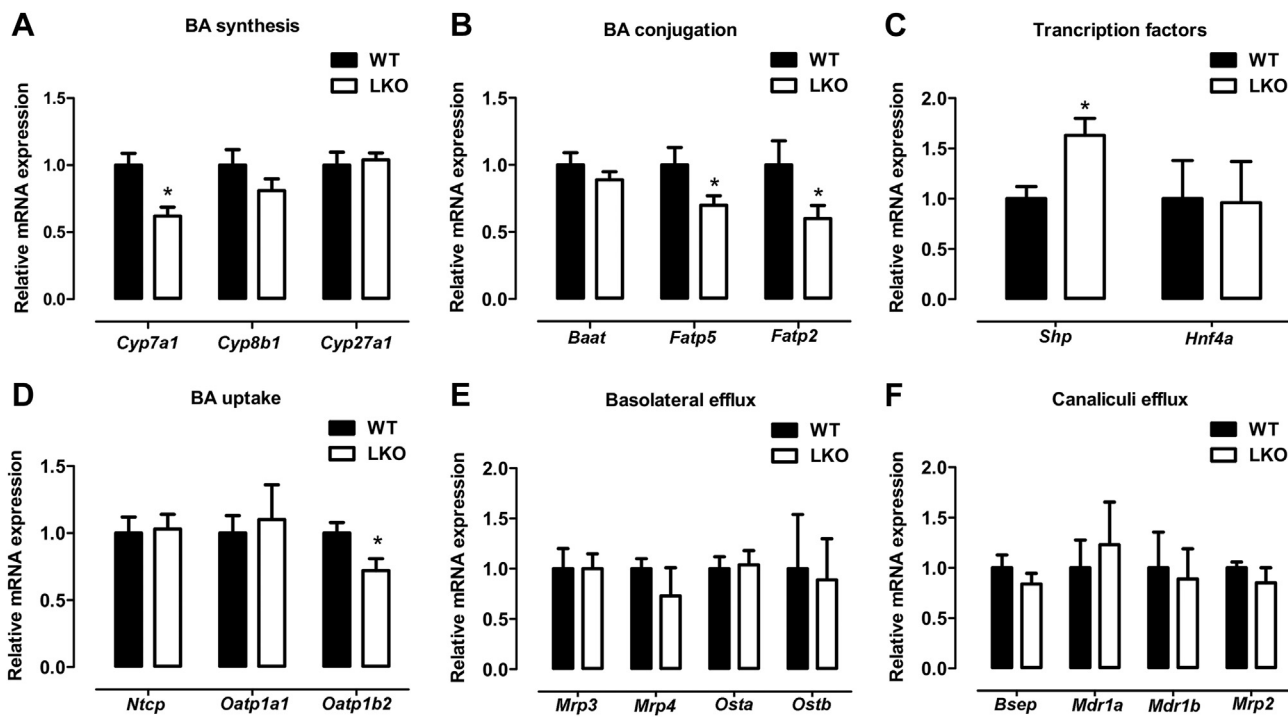 A
BA synthesis
WT
LKO
Relative mRNA expression
1.5
1.0
0.5
0.0
*
Cyp7a1
Cyp8b1
Cyp27a1
B
BA conjugation
WT
LKO
Relative mRNA expression
1.5
1.0
0.5
0.0
*
*
Baat
Fatp5
Fatp2
C
Trancription factors
WT
LKO
Relative mRNA expression
2.0
1.5
1.0
0.5
0.0
*
Shp
Hnf4a
D
BA uptake
WT
LKO
Relative mRNA expression
1.5
1.0
0.5
0.0
*
Ntcp
Oatp1a1
Oatp1b2
E
Basolateral efflux
WT
LKO
Relative mRNA expression
2.0
1.5
1.0
0.5
0.0
Mrp3
Mrp4
Osta
Ostb
F
Canaliculi efflux
WT
LKO
Relative mRNA expression
2.0
1.5
1.0
0.5
0.0
Bsep
Mdr1a
Mdr1b
Mrp2